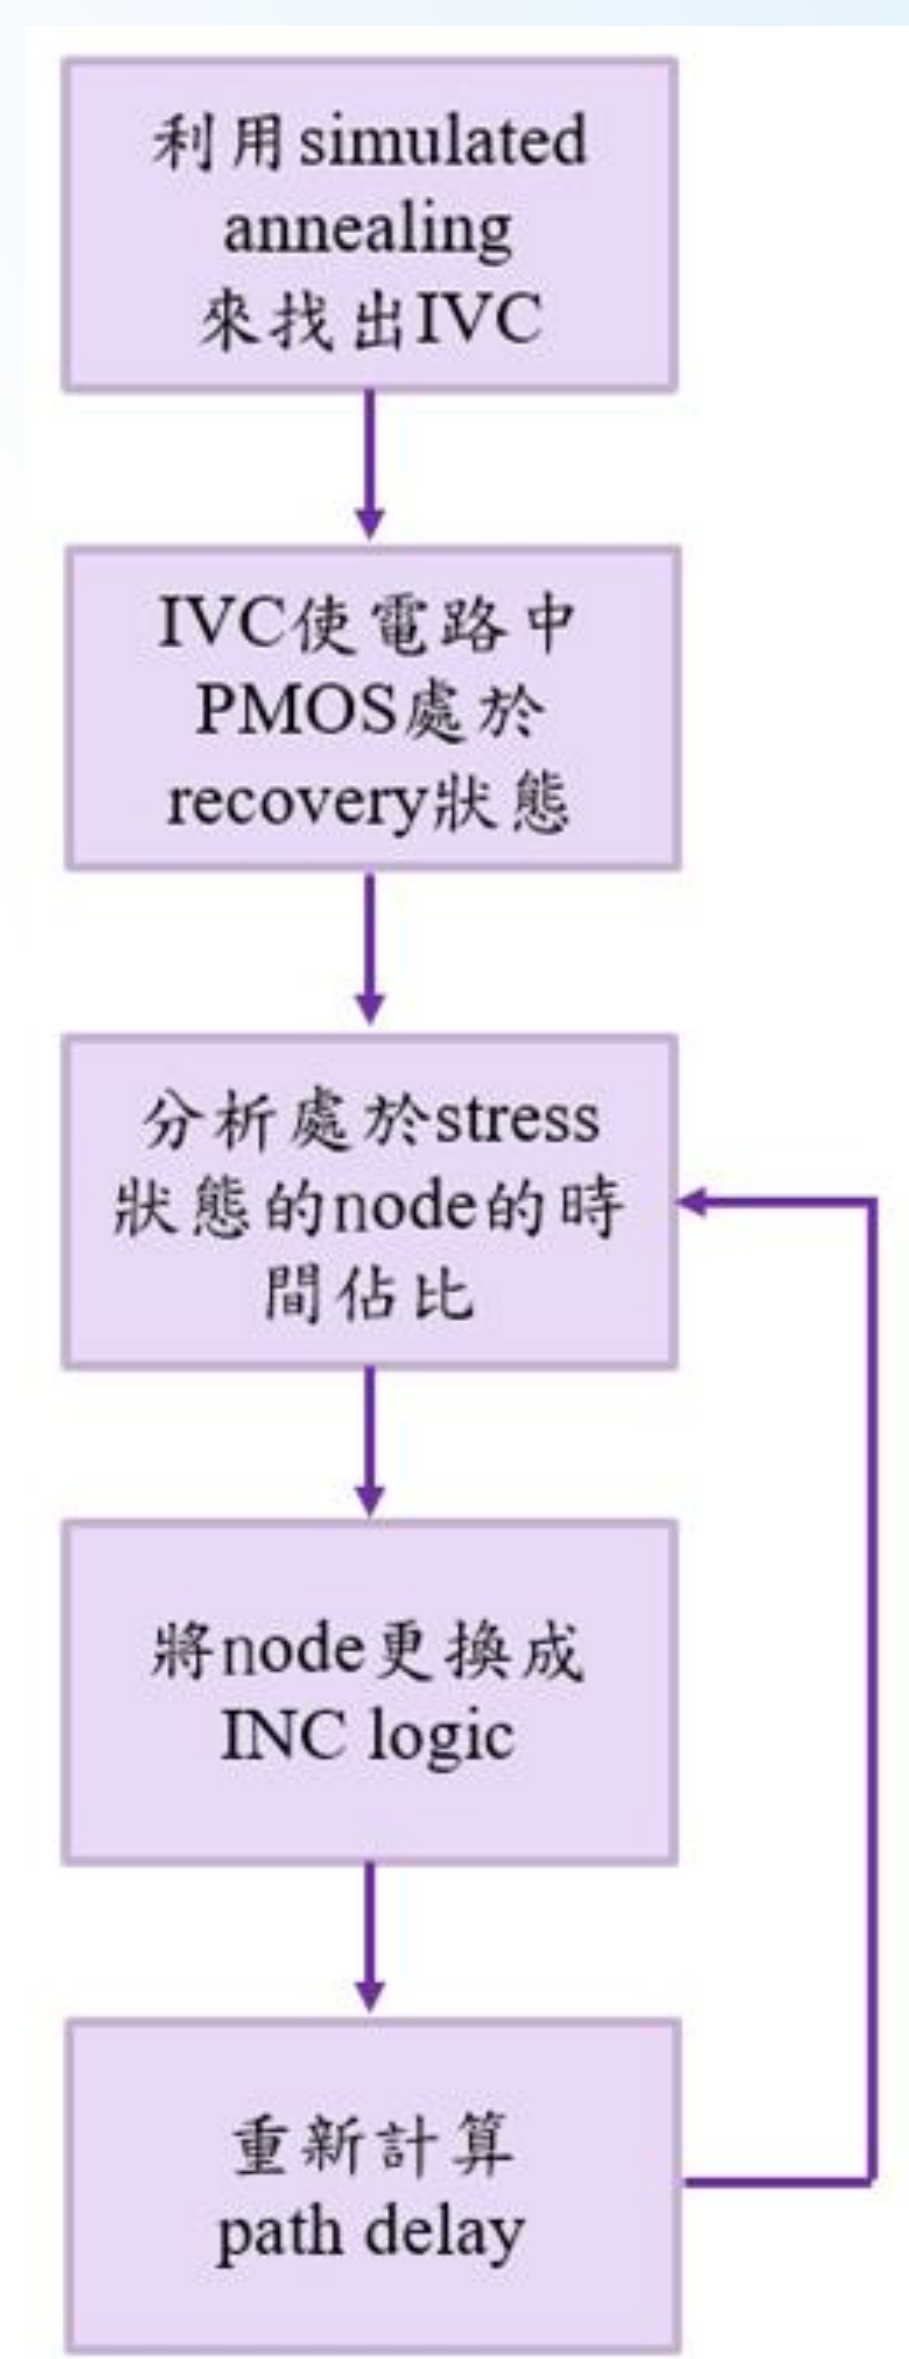 利用simulated
annealing
來找出IVC
IVC使電路中
PMOS處於
recovery狀態
分析處於stress
狀態的node的時
間佔比
將node更換成
INC logic
重新計算
path delay